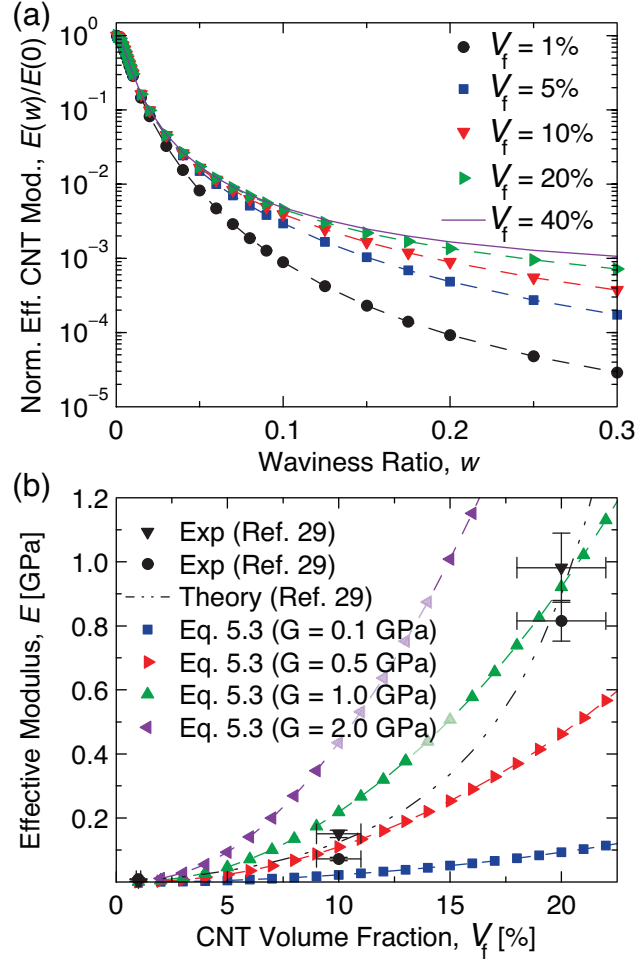 (a)
10⁰
10⁻¹
10⁻²
10⁻³
10⁻⁴
10⁻⁵
Norm. Eff. CNT Mod., E(w)/E(0)
V_f = 1%
V_f = 5%
V_f = 10%
V_f = 20%
V_f = 40%
0 0.1 0.2 0.3
Waviness Ratio, w
(b)
1.2
1.0
0.8
0.6
0.4
0.2
Effective Modulus, E [GPa]
Exp (Ref. 29)
Exp (Ref. 29)
Theory (Ref. 29)
Eq. 5.3 (G = 0.1 GPa)
Eq. 5.3 (G = 0.5 GPa)
Eq. 5.3 (G = 1.0 GPa)
Eq. 5.3 (G = 2.0 GPa)
0 5 10 15 20
CNT Volume Fraction, V_f [%]